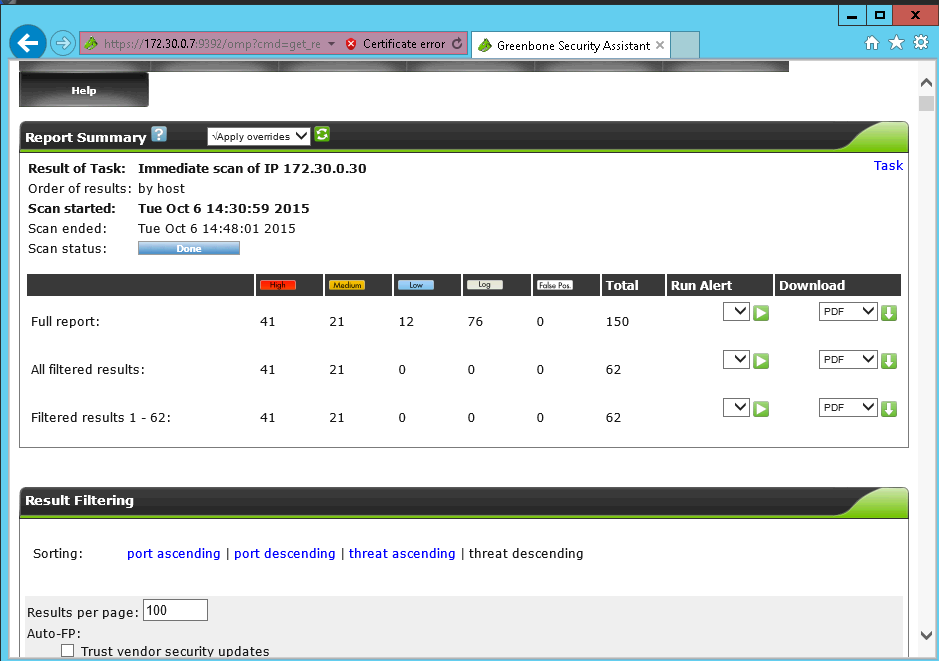 https://172.30.0.7:9392/omp?cmd=get_re Certificate error Greenbone Security Assistant
Help
Report Summary ? √Apply overrides
Result of Task: Immediate scan of IP 172.30.0.30 Task
Order of results: by host
Scan started: Tue Oct 6 14:30:59 2015
Scan ended: Tue Oct 6 14:48:01 2015
Scan status: Done
High Medium Low Log False Pos. Total Run Alert Download
Full report: 41 21 12 76 0 150 PDF
All filtered results: 41 21 0 0 0 62 PDF
Filtered results 1 - 62: 41 21 0 0 0 62 PDF
Result Filtering
Sorting: port ascending | port descending | threat ascending | threat descending
Results per page: 100
Auto-FP:
Trust vendor security updates